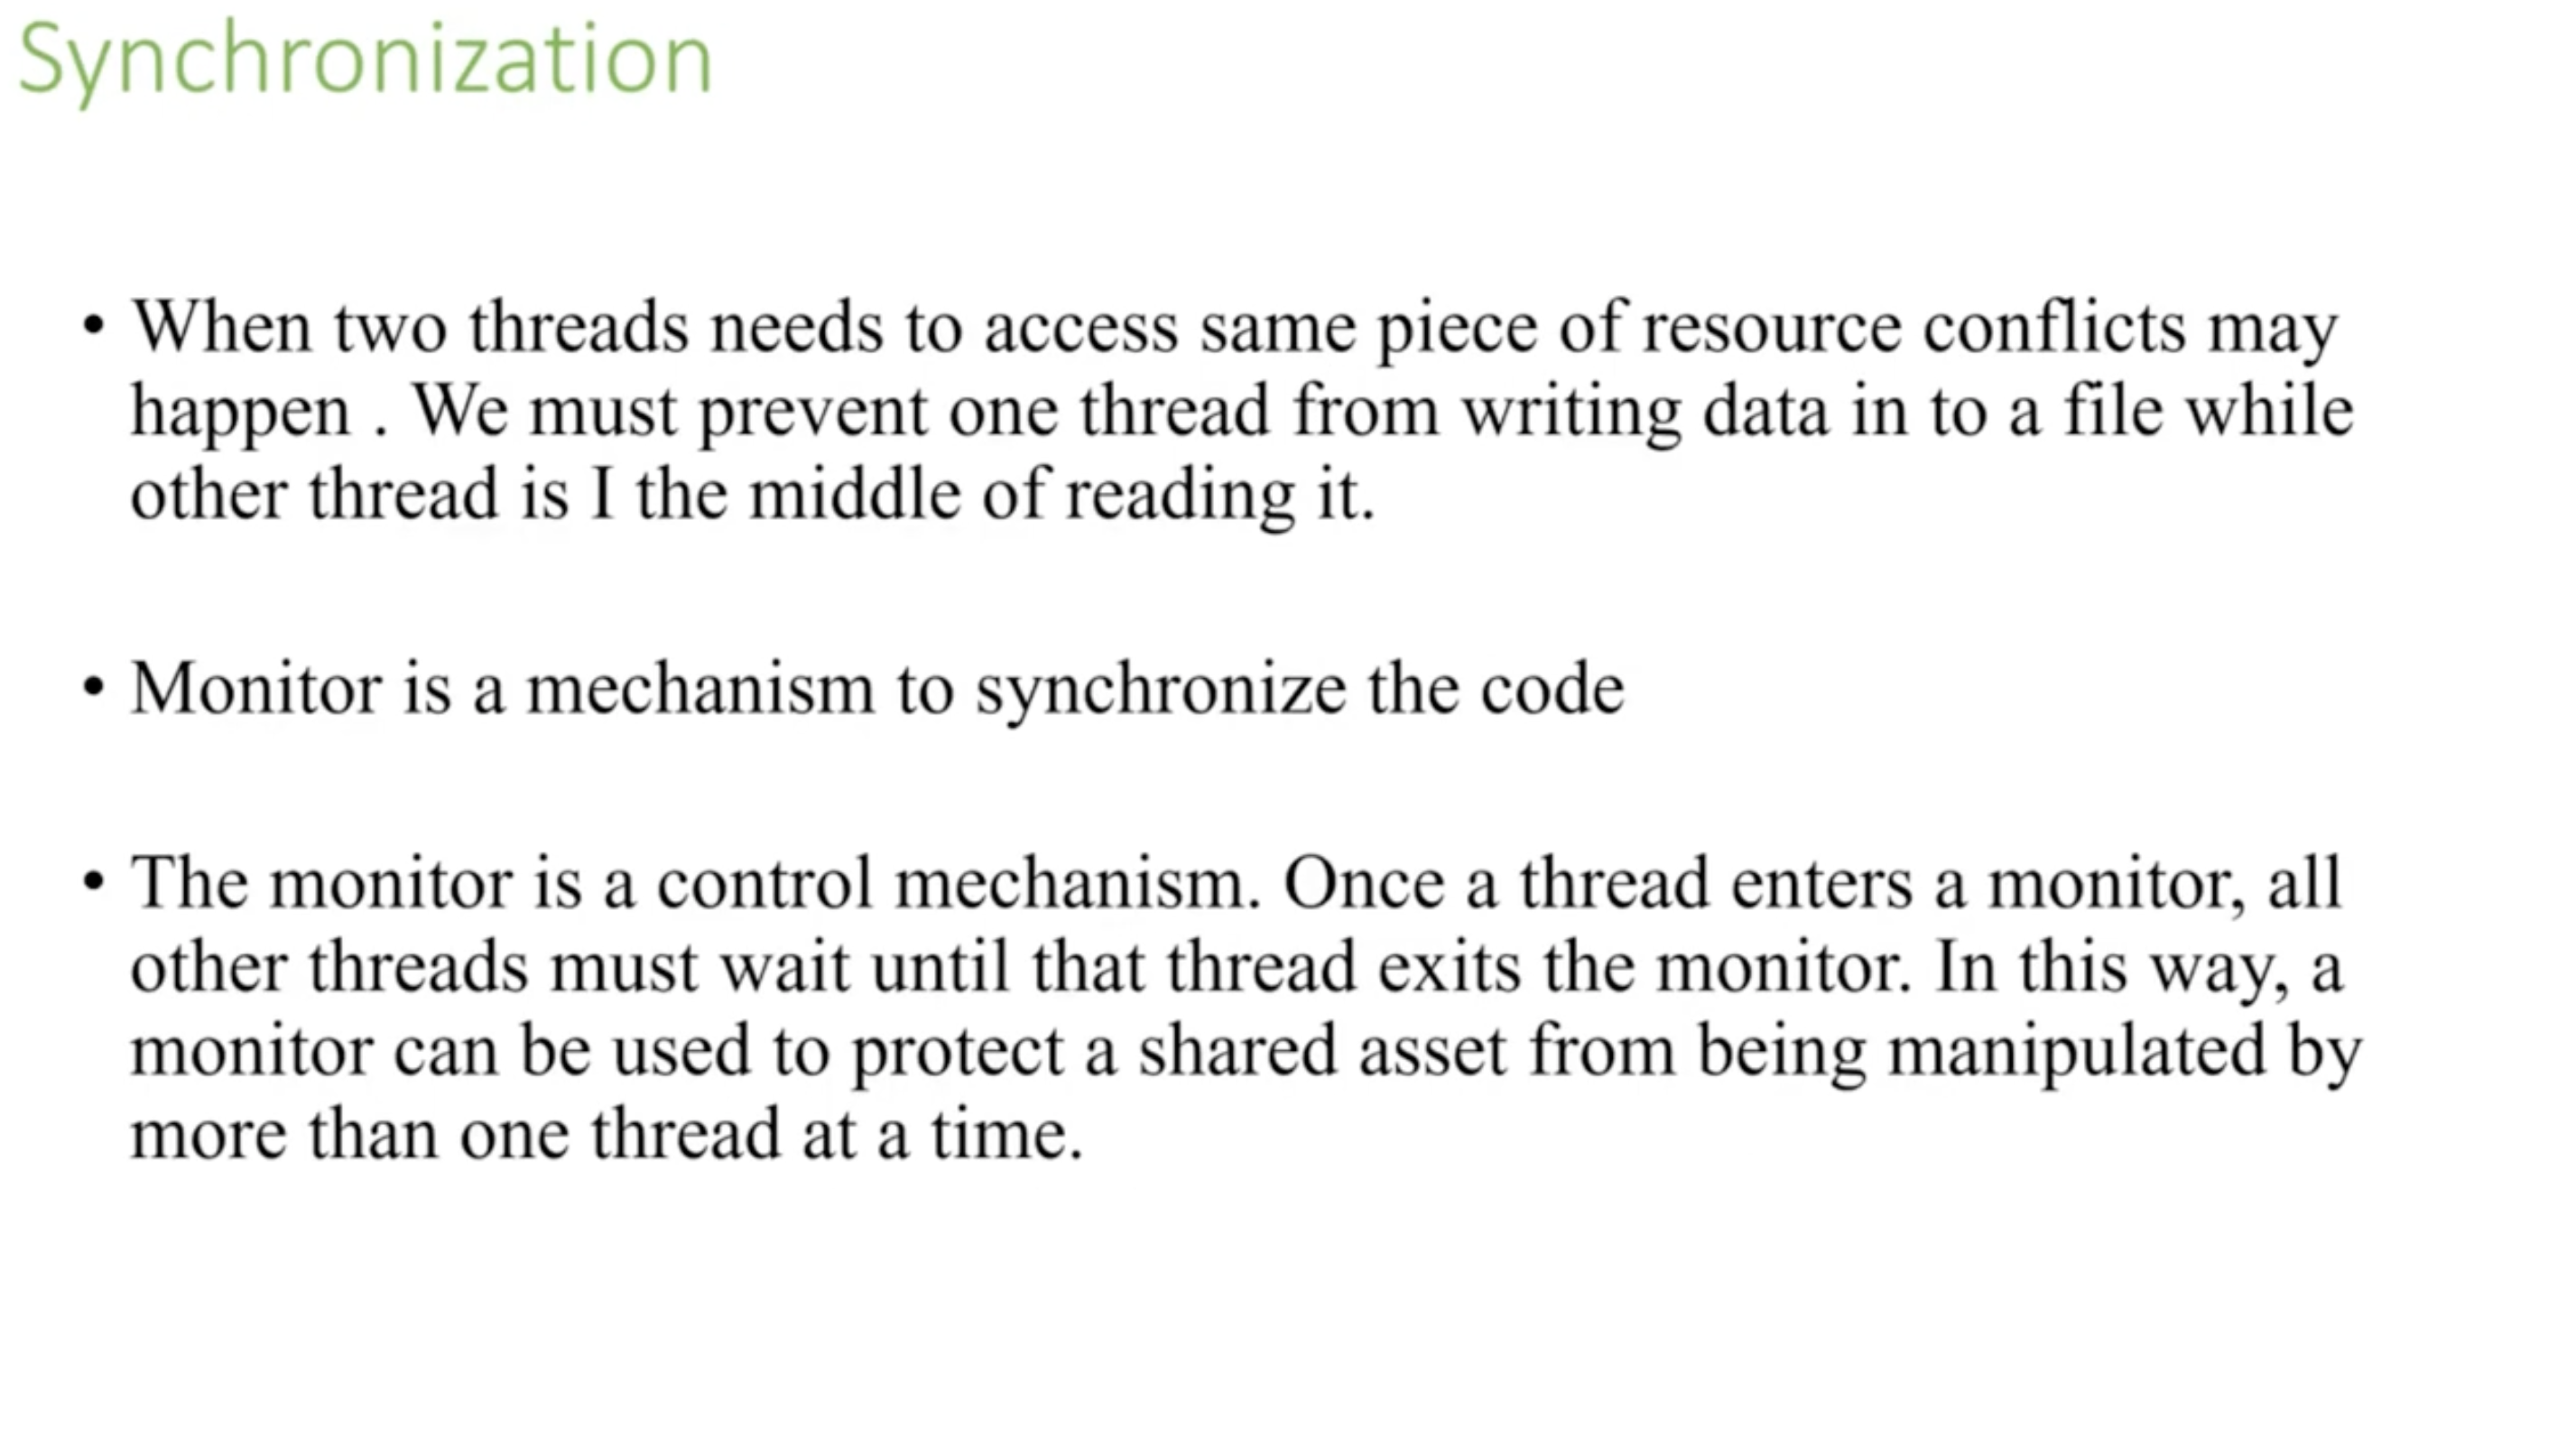 Synchronization
• When two threads needs to access same piece of resource conflicts may
happen . We must prevent one thread from writing data in to a file while
other thread is I the middle of reading it.
• Monitor is a mechanism to synchronize the code
• The monitor is a control mechanism. Once a thread enters a monitor, all
other threads must wait until that thread exits the monitor. In this way, a
monitor can be used to protect a shared asset from being manipulated by
more than one thread at a time.